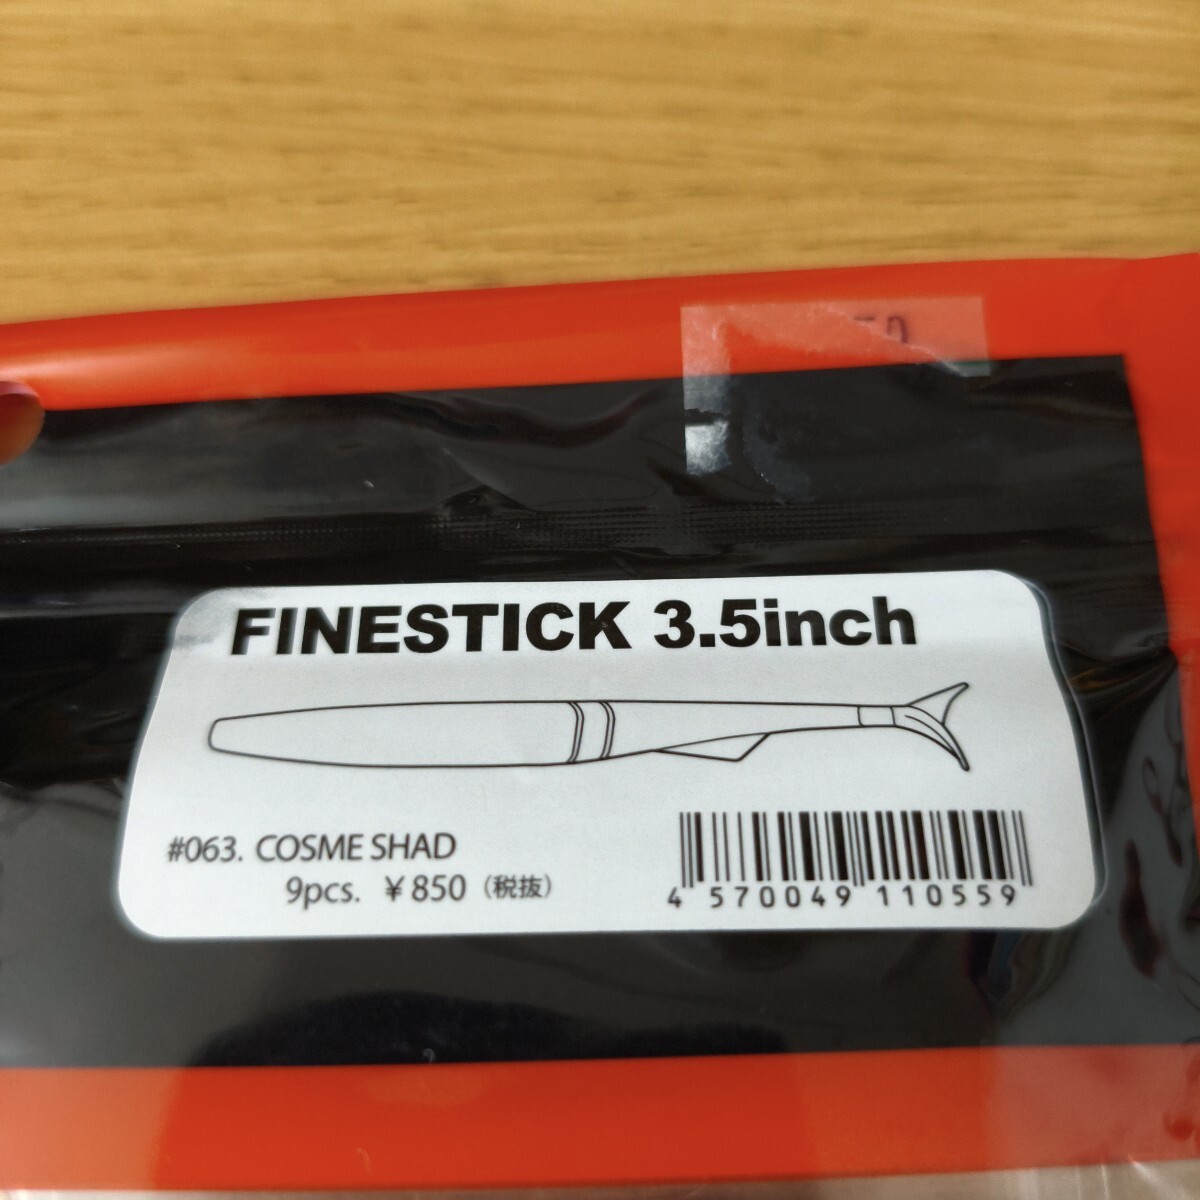 FINESTICK 3.5inch
#063. COSME SHAD
9pcs. ￥850（税抜）
4 570049 110559